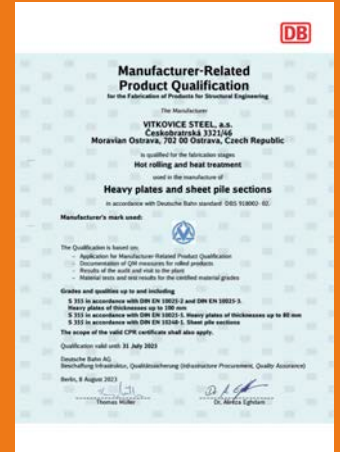 DB
Manufacturer-Related
Product Qualification
for the Fabrication of Products for Structural Engineering
The Manufacturer
VITKOVICE STEEL, a.s.
Českobratrská 3321/46
Moravian Ostrava, 702 00 Ostrava, Czech Republic
is qualified for the fabrication stages
Hot rolling and heat treatment
used in the manufacture of
Heavy plates and sheet pile sections
in accordance with Deutsche Bahn standard DBS 918002-02.
Manufacturer's mark used:
The Qualification is based on:
- Application for Manufacturer Related Product Qualification
- Documentation of QM measures for rolled products
- Results of the audit and visit to the plant
- Material tests and test results for the certified material grades
Grades and qualities up to and including
S 355 in accordance with DIN EN 10025-2 and DIN EN 10025-3.
Heavy plates of thicknesses up to 100 mm
S 355 in accordance with DIN EN 10025-5. Heavy plates of thicknesses up to 80 mm
S 355 in accordance with DIN EN 10248-1. Sheet pile sections
The scope of the valid CPR certificate shall also apply.
Qualification valid until: 31 July 2025
Deutsche Bahn AG
Beschaffung Infrastruktur, Qualitätssicherung (Infrastructure Procurement, Quality Assurance)
Berlin, 8 August 2023
Thomas Müller
Dr. Alireza Eghdam